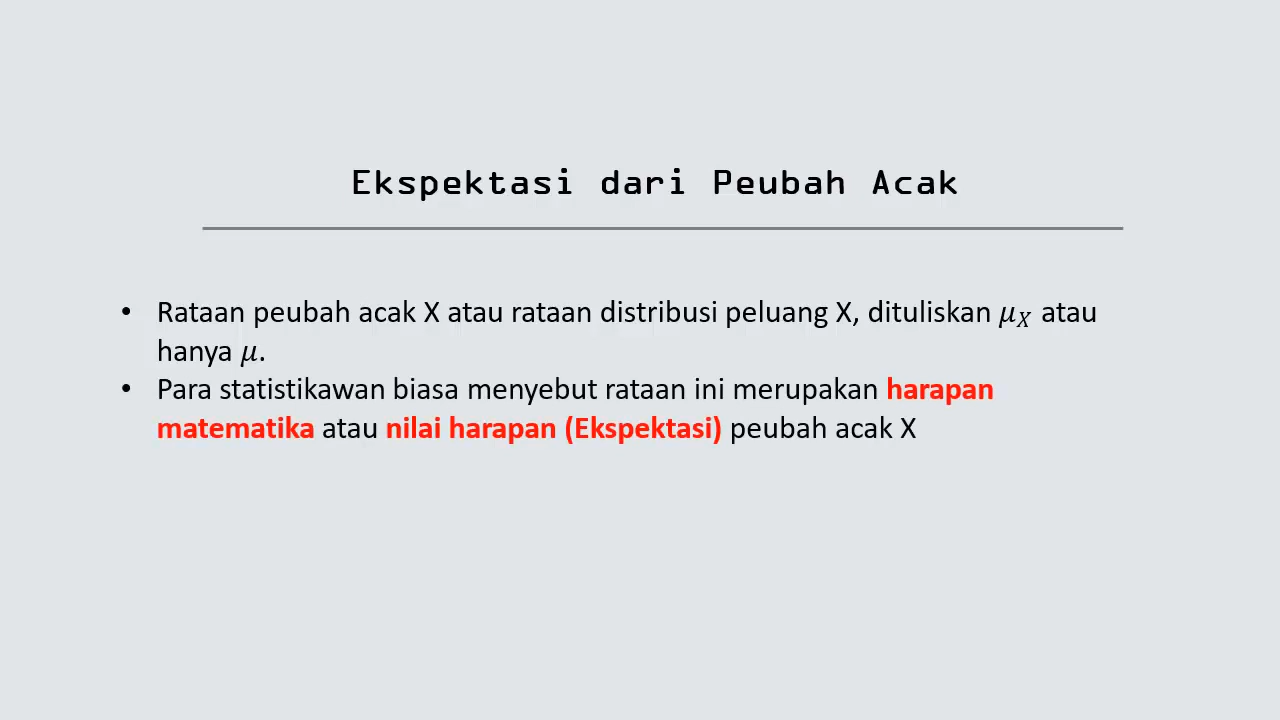 Ekspektasi dari Peubah Acak
• Rataan peubah acak X atau rataan distribusi peluang X, dituliskan 𝜇𝑋 atau
hanya 𝜇.
• Para statistikawan biasa menyebut rataan ini merupakan harapan
matematika atau nilai harapan (Ekspektasi) peubah acak X